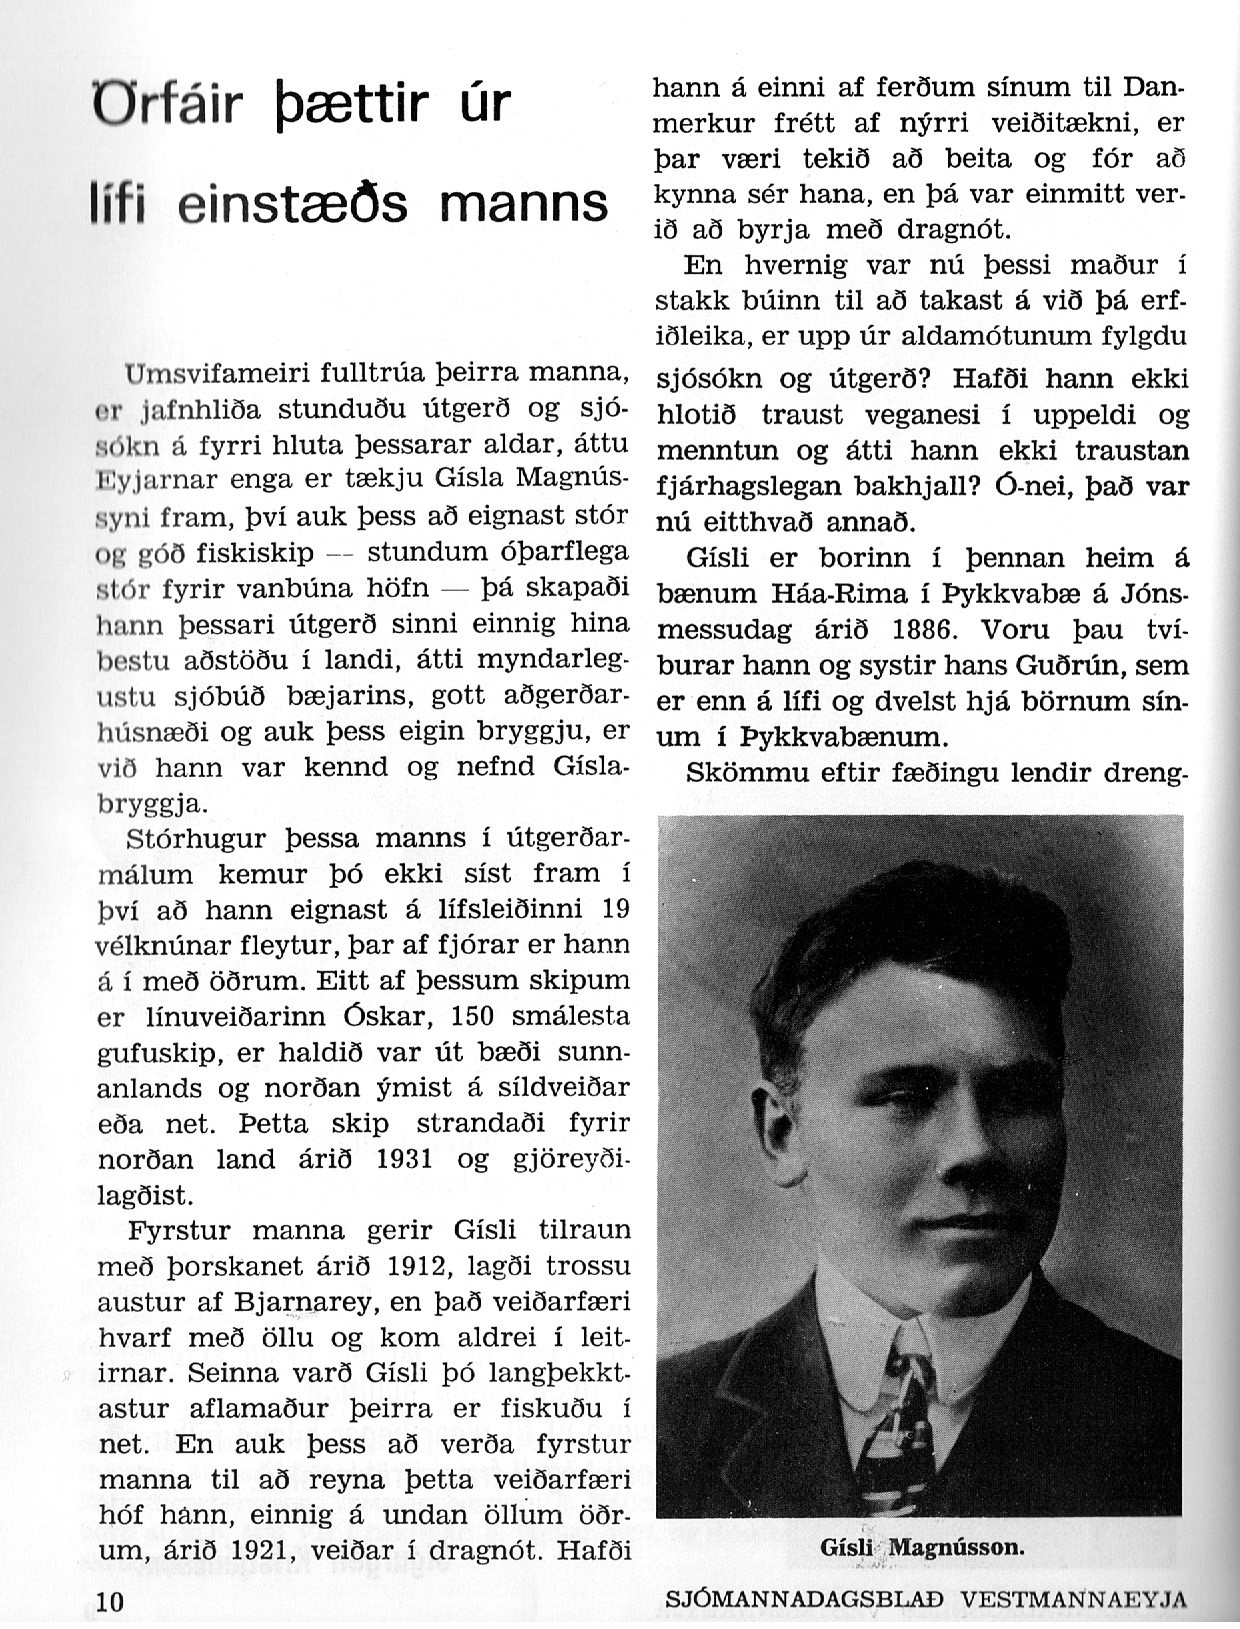 Örfáir þættir úr
lífi einstæðs manns
Umsvifameiri fulltrúa þeirra manna,
er jafnhliða stunduðu útgerð og sjó-
sókn á fyrri hluta þessarar aldar, áttu
Eyjarnar enga er tækju Gísla Magnús-
syni fram, því auk þess að eignast stór
og góð fiskiskip — stundum óþarflega
stór fyrir vanbúna höfn — þá skapaði
hann þessari útgerð sinni einnig hina
bestu aðstöðu í landi, átti myndarleg-
ustu sjóbúð bæjarins, gott aðgerðar-
húsnæði og auk þess eigin bryggju, er
við hann var kennd og nefnd Gísla-
bryggja.
Stórhugur þessa manns í útgerðar-
málum kemur þó ekki síst fram í
því að hann eignast á lífsleiðinni 19
vélknúnar fleytur, þar af fjórar er hann
á í með öðrum. Eitt af þessum skipum
er línuveiðarinn Óskar, 150 smálesta
gufuskip, er haldið var út bæði sunn-
anlands og norðan ýmist á síldveiðar
eða net. Þetta skip strandaði fyrir
norðan land árið 1931 og gjöreyði-
lagðist.
Fyrstur manna gerir Gísli tilraun
með þorskanet árið 1912, lagði trossu
austur af Bjarnarey, en það veiðarfæri
hvarf með öllu og kom aldrei í leit-
irnar. Seinna varð Gísli þó langþekkt-
astur aflamaður þeirra er fiskuðu í
net. En auk þess að verða fyrstur
manna til að reyna þetta veiðarfæri
hóf hann, einnig á undan öllum öðr-
um, árið 1921, veiðar í dragnót. Hafði
hann á einni af ferðum sínum til Dan-
merkur frétt af nýrri veiðitækni, er
þar væri tekið að beita og fór að
kynna sér hana, en þá var einmitt ver-
ið að byrja með dragnót.
En hvernig var nú þessi maður í
stakk búinn til að takast á við þá erf-
iðleika, er upp úr aldamótunum fylgdu
sjósókn og útgerð? Hafði hann ekki
hlotið traust veganesi í uppeldi og
menntun og átti hann ekki traustan
fjárhagslegan bakhjall? Ó-nei, það var
nú eitthvað annað.
Gísli er borinn í þennan heim á
bænum Háa-Rima í Þykkvabæ á Jóns-
messudag árið 1886. Voru þau tví-
burar hann og systir hans Guðrún, sem
er enn á lífi og dvelst hjá börnum sín-
um í Þykkvabænum.
Skömmu eftir fæðingu lendir dreng-
Gísli Magnússon.
10
SJÓMANNADAGSBLAÐ VESTMANNAEYJA